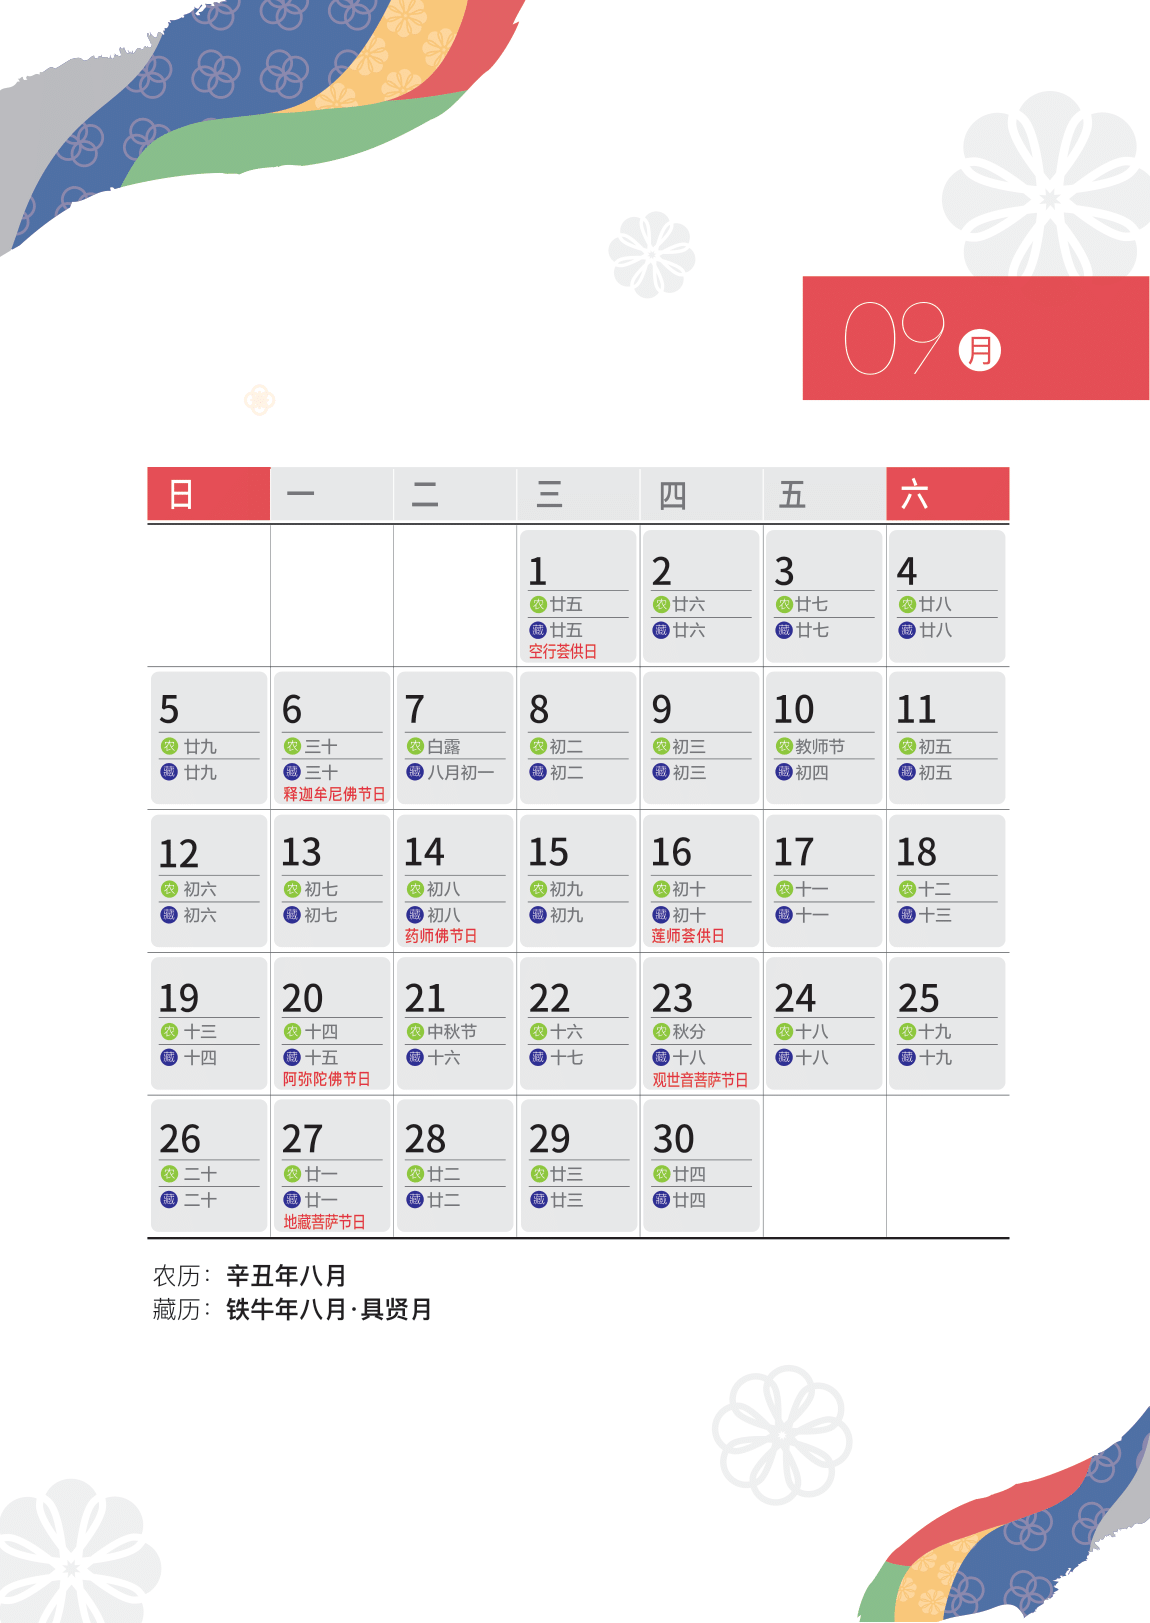 09 月
日 一 二 三 四 五 六
1 2 3 4
农 廿五 农 廿六 农 廿七 农 廿八
藏 廿五 藏 廿六 藏 廿七 藏 廿八
空行荟供日
5 6 7 8 9 10 11
农 廿九 农 三十 农 白露 农 初二 农 初三 农 教师节 农 初五
藏 廿九 藏 三十 藏 八月初一 藏 初二 藏 初三 藏 初四 藏 初五
释迦牟尼佛节日
12 13 14 15 16 17 18
农 初六 农 初七 农 初八 农 初九 农 初十 农 十一 农 十二
藏 初六 藏 初七 藏 初八 藏 初九 藏 初十 藏 十一 藏 十三
药师佛节日 莲师荟供日
19 20 21 22 23 24 25
农 十三 农 十四 农 中秋节 农 十六 农 秋分 农 十八 农 十九
藏 十四 藏 十五 藏 十六 藏 十七 藏 十八 藏 十八 藏 十九
阿弥陀佛节日 观世音菩萨节日
26 27 28 29 30
农 二十 农 廿一 农 廿二 农 廿三 农 廿四
藏 二十 藏 廿一 藏 廿二 藏 廿三 藏 廿四
地藏菩萨节日
农历：辛丑年八月
藏历：铁牛年八月·具贤月